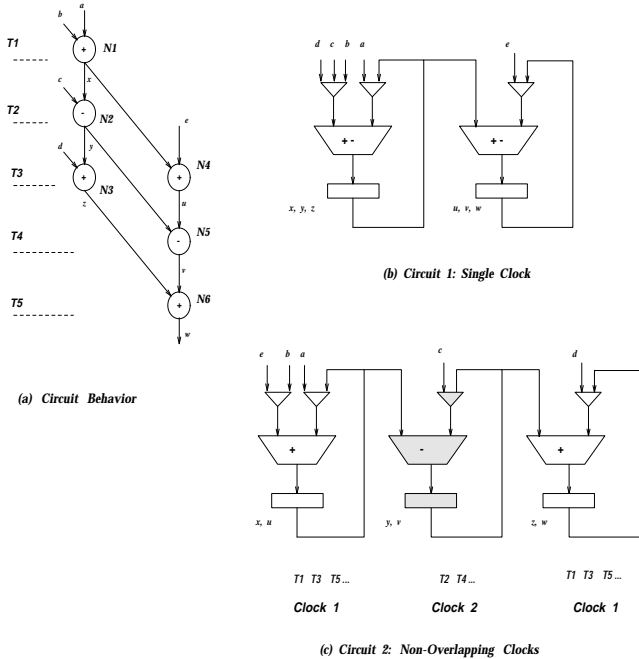 a
b
T1
+
N1
x
c
T2
-
N2
e
y
d
T3
+
N3
+
N4
z
u
T4
-
N5
v
T5
+
N6
w
(a) Circuit Behavior
d c b a
e
+ -
+ -
x, y, z
u, v, w
(b) Circuit 1: Single Clock
e b a
c
d
+
-
+
x, u
y, v
z, w
T1 T3 T5 ...
T2 T4 ...
T1 T3 T5 ...
Clock 1
Clock 2
Clock 1
(c) Circuit 2: Non-Overlapping Clocks